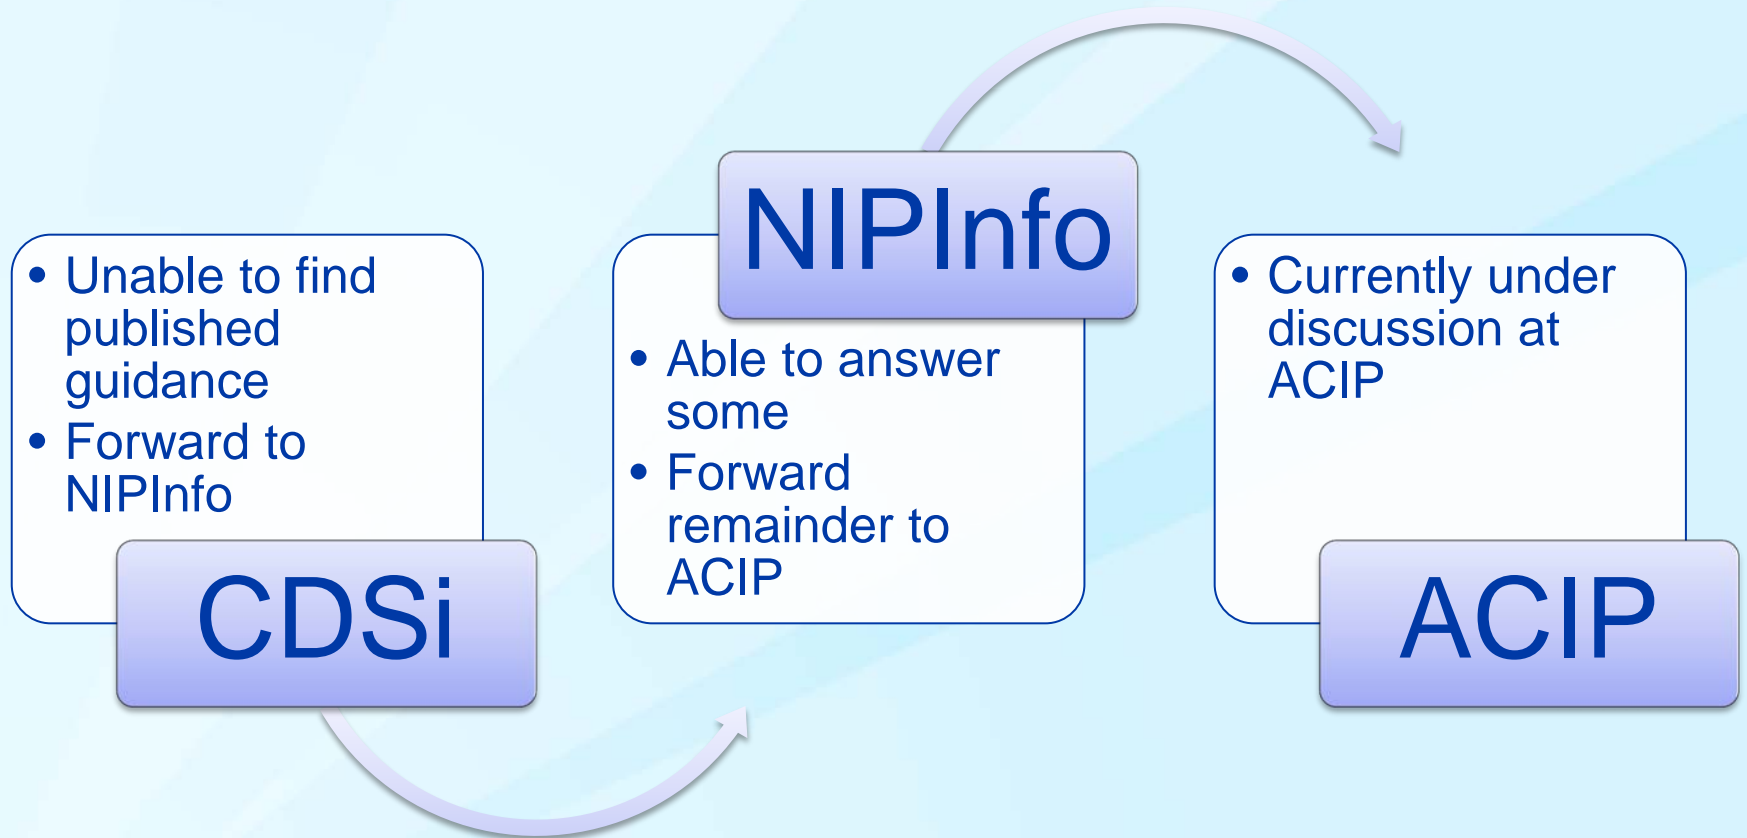 • Unable to find
published
guidance
• Forward to
NIPInfo
CDSi
NIPInfo
• Able to answer
some
• Forward
remainder to
ACIP
• Currently under
discussion at
ACIP
ACIP